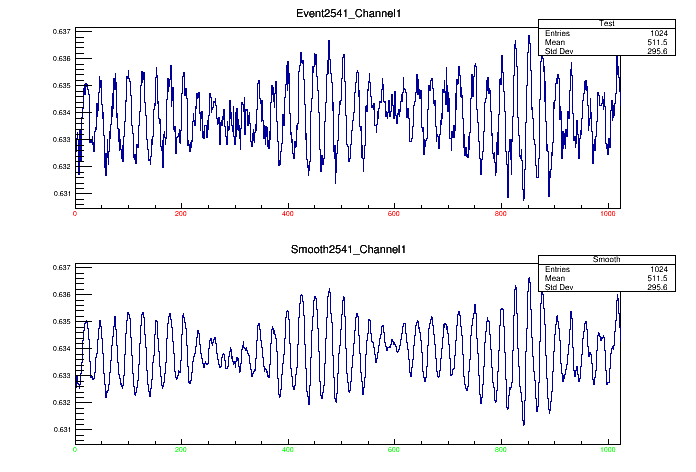 Event2541_Channel1
Test
Entries 1024
Mean 511.5
Std Dev 295.6
0.637
0.636
0.635
0.634
0.633
0.632
0.631
0 200 400 600 800 1000
Smooth2541_Channel1
Smooth
Entries 1024
Mean 511.5
Std Dev 295.6
0.637
0.636
0.635
0.634
0.633
0.632
0.631
0 200 400 600 800 1000